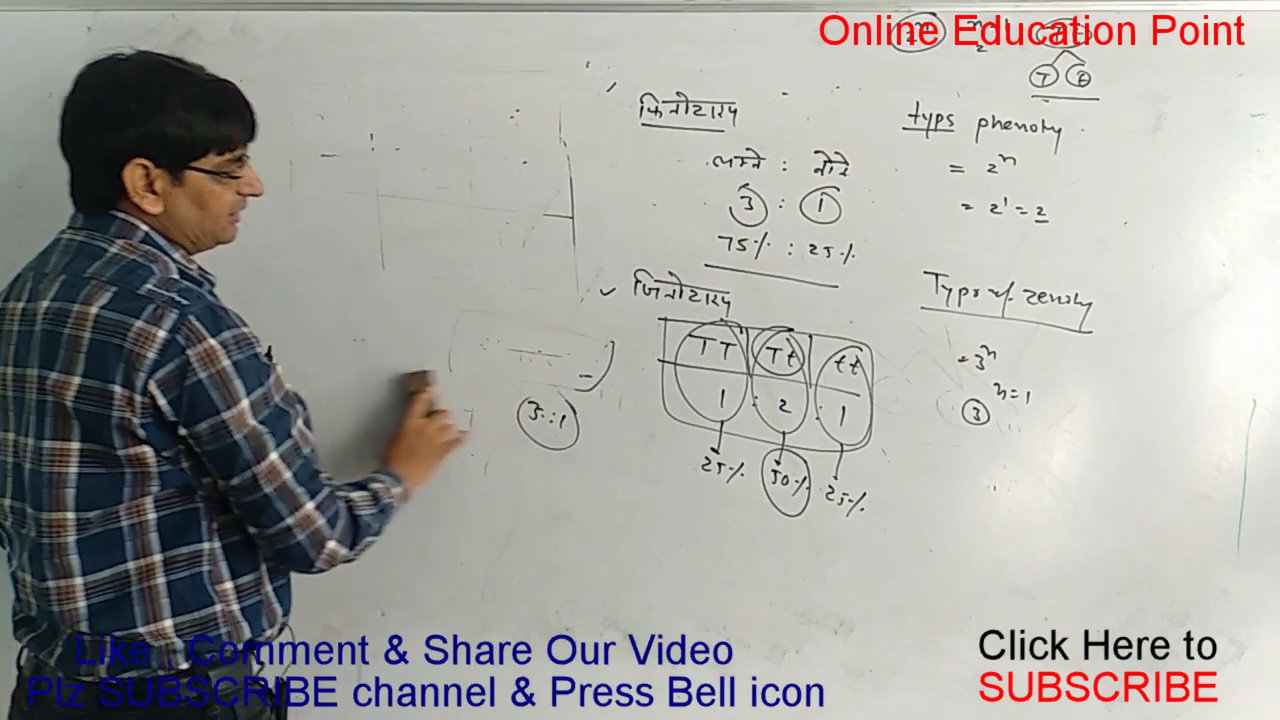 Online Education Point
T t
फिनोटाइप
लम्बे : बौने
3 : 1
75% : 25%
typs phenoty.
= 2ⁿ
= 2¹ = 2
जिनोटाइप
TT Tt tt
1 : 2 : 1
25% 50% 25%
= 3ⁿ
n = 1
3
3:1
Like , Comment & Share Our Video
Plz SUBSCRIBE channel & Press Bell icon
Click Here to
SUBSCRIBE